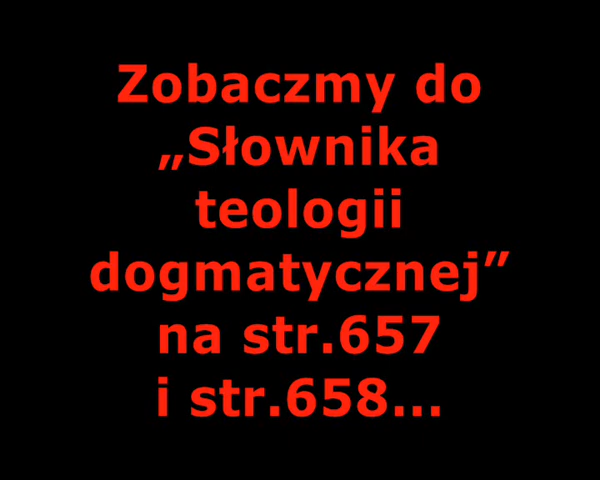 Zobaczmy do
„Słownika
teologii
dogmatycznej”
na str.657
i str.658...